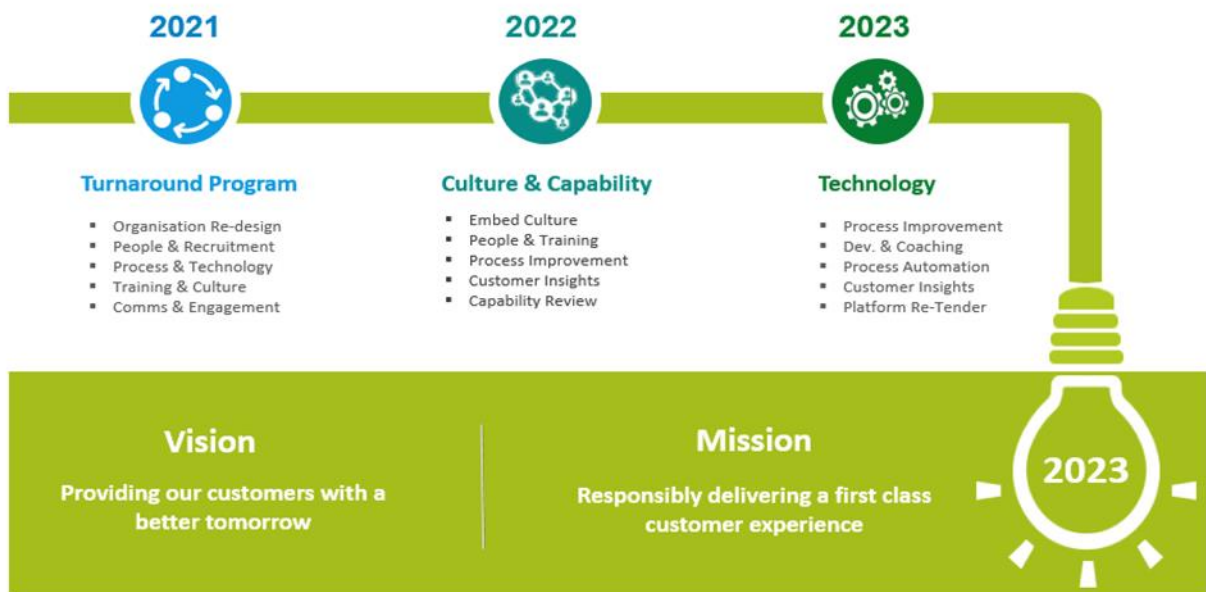 2021
2022
2023
Turnaround Program
▪ Organisation Re-design
▪ People & Recruitment
▪ Process & Technology
▪ Training & Culture
▪ Comms & Engagement
Culture & Capability
▪ Embed Culture
▪ People & Training
▪ Process Improvement
▪ Customer Insights
▪ Capability Review
Technology
▪ Process Improvement
▪ Dev. & Coaching
▪ Process Automation
▪ Customer Insights
▪ Platform Re-Tender
Vision
Providing our customers with a
better tomorrow
Mission
Responsibly delivering a first class
customer experience
2023